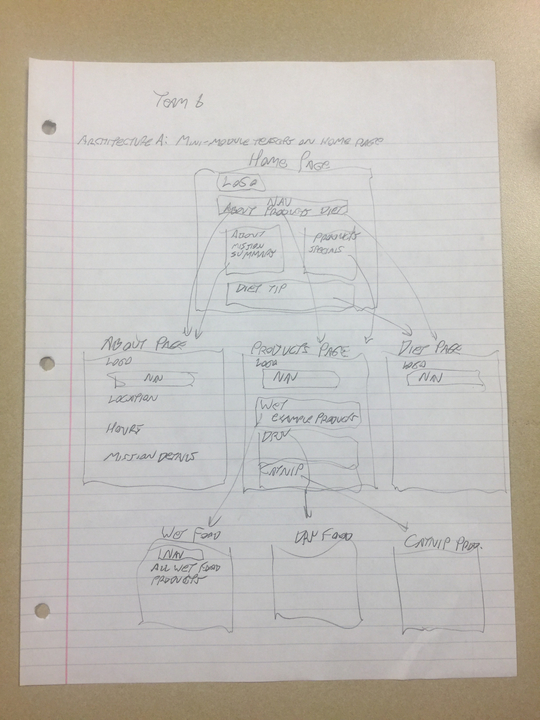 Team 6
ARCHITECTURE A: MINI-MODULE TEASERS ON HOME PAGE
HOME PAGE
LOGO
NAV
ABOUT PRODUCTS DIET
ABOUT
MISSION
SUMMARY
PRODUCTS
SPECIALS
DIET TIP
ABOUT PAGE
LOGO
NAV
LOCATION
HOURS
MISSION DETAILS
PRODUCTS PAGE
LOGO
NAV
WET
EXAMPLE PRODUCTS
DRY
CATNIP
DIET PAGE
LOGO
NAV
WET FOOD
NAV
ALL WET FOOD
PRODUCTS
DRY FOOD
CATNIP PROD.